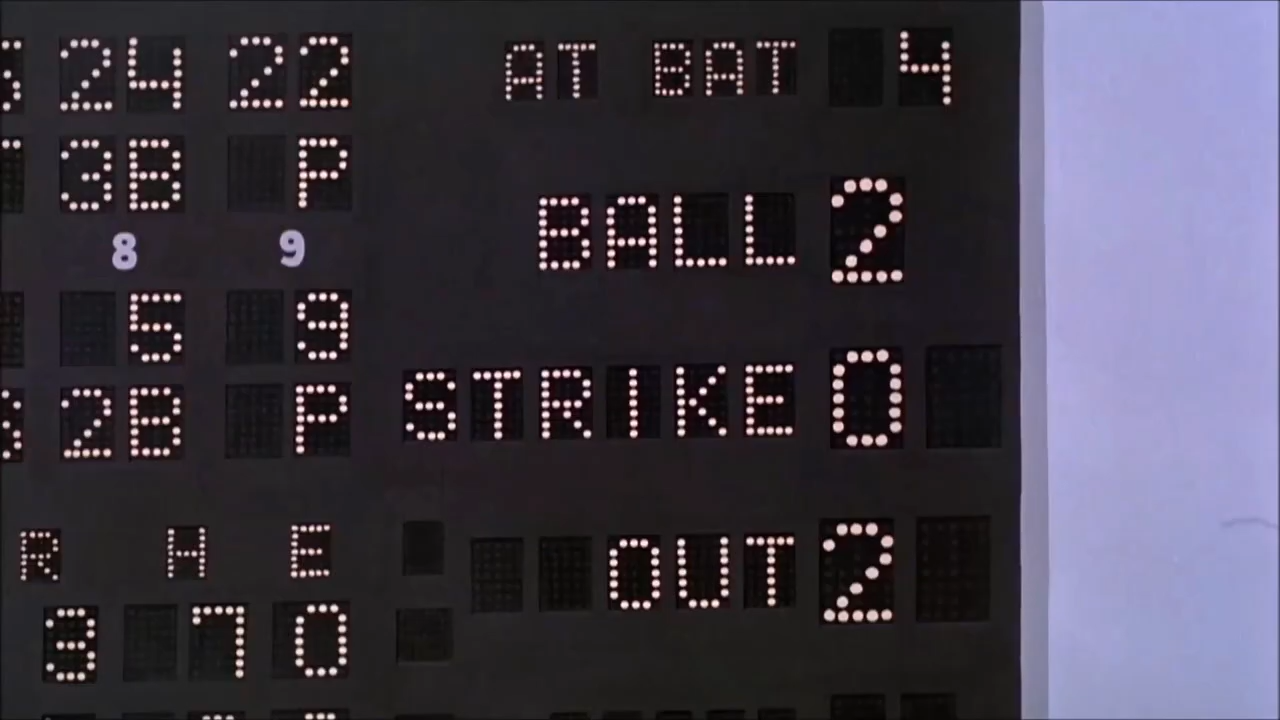 24 22 AT BAT 4
3B P
8 9
BALL 2
5 9
STRIKE 0
2B P
R H E
OUT 2
3 7 0